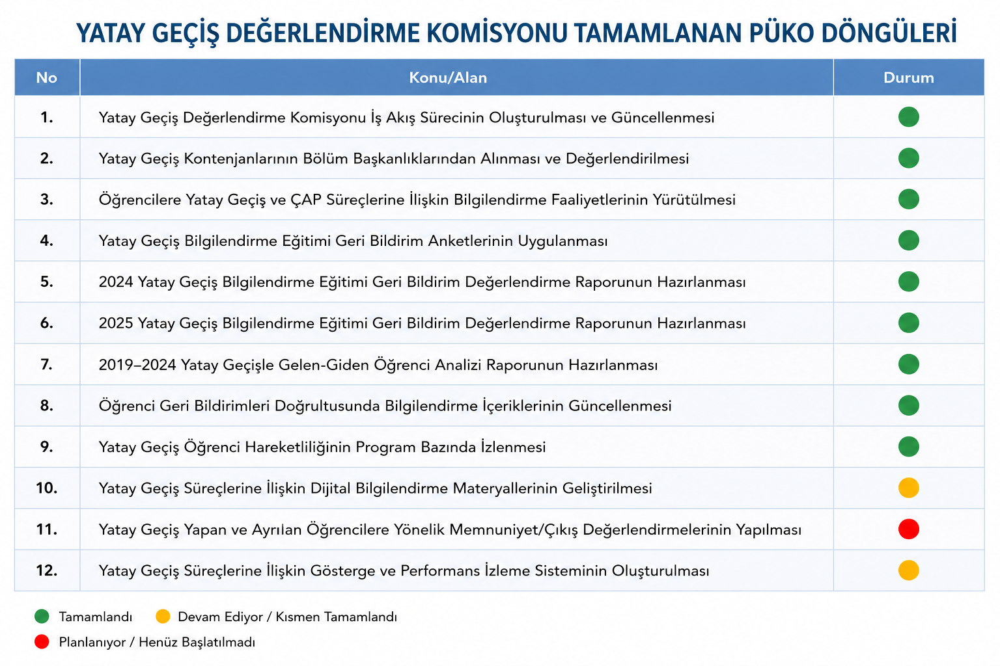 YATAY GEÇİŞ DEĞERLENDİRME KOMİSYONU TAMAMLANAN PÜKO DÖNGÜLERİ
No Konu/Alan Durum
1. Yatay Geçiş Değerlendirme Komisyonu İş Akış Sürecinin Oluşturulması ve Güncellenmesi
2. Yatay Geçiş Kontenjanlarının Bölüm Başkanlıklarından Alınması ve Değerlendirilmesi
3. Öğrencilere Yatay Geçiş ve ÇAP Süreçlerine İlişkin Bilgilendirme Faaliyetlerinin Yürütülmesi
4. Yatay Geçiş Bilgilendirme Eğitimi Geri Bildirim Anketlerinin Uygulanması
5. 2024 Yatay Geçiş Bilgilendirme Eğitimi Geri Bildirim Değerlendirme Raporunun Hazırlanması
6. 2025 Yatay Geçiş Bilgilendirme Eğitimi Geri Bildirim Değerlendirme Raporunun Hazırlanması
7. 2019–2024 Yatay Geçişle Gelen-Giden Öğrenci Analizi Raporunun Hazırlanması
8. Öğrenci Geri Bildirimleri Doğrultusunda Bilgilendirme İçeriklerinin Güncellenmesi
9. Yatay Geçiş Öğrenci Hareketliliğinin Program Bazında İzlenmesi
10. Yatay Geçiş Süreçlerine İlişkin Dijital Bilgilendirme Materyallerinin Geliştirilmesi
11. Yatay Geçiş Yapan ve Ayrılan Öğrencilere Yönelik Memnuniyet/Çıkış Değerlendirmelerinin Yapılması
12. Yatay Geçiş Süreçlerine İlişkin Gösterge ve Performans İzleme Sisteminin Oluşturulması
Tamamlandı Devam Ediyor / Kısmen Tamamlandı
Planlanıyor / Henüz Başlatılmadı